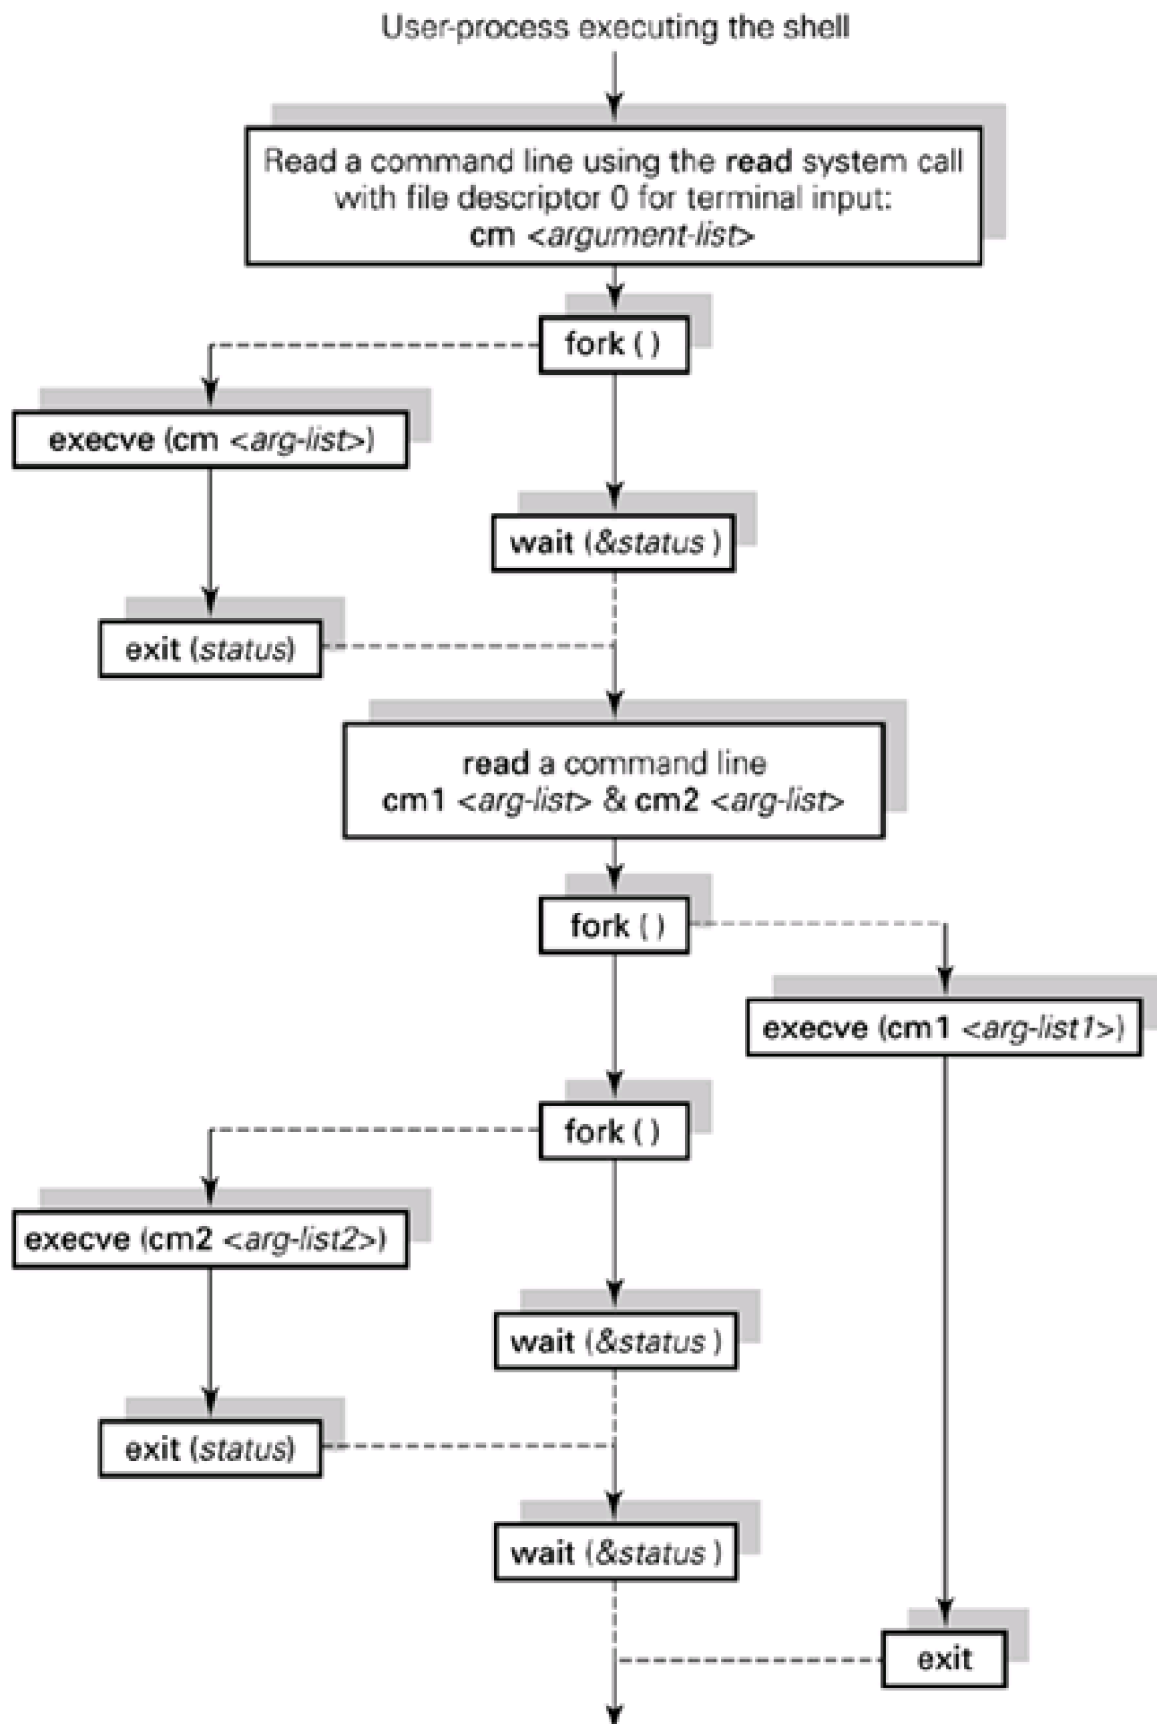 User-process executing the shell
Read a command line using the read system call
with file descriptor 0 for terminal input:
cm <argument-list>
fork ( )
execve (cm <arg-list>)
wait (&status )
exit (status)
read a command line
cm1 <arg-list> & cm2 <arg-list>
fork ( )
execve (cm1 <arg-list1>)
fork ( )
execve (cm2 <arg-list2>)
wait (&status )
exit (status)
wait (&status )
exit